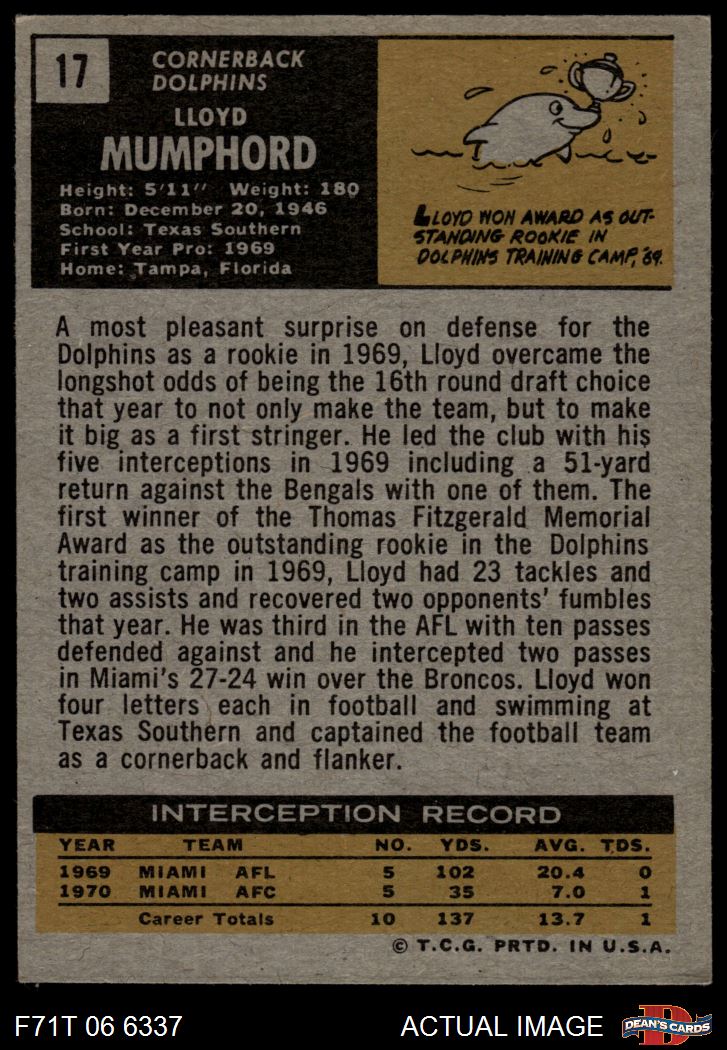 17
CORNERBACK
DOLPHINS
LLOYD
MUMPHORD
Height: 5'11" Weight: 180
Born: December 20, 1946
School: Texas Southern
First Year Pro: 1969
Home: Tampa, Florida
LLOYD WON AWARD AS OUT-
STANDING ROOKIE IN
DOLPHINS TRAINING CAMP, '69.
A most pleasant surprise on defense for the
Dolphins as a rookie in 1969, Lloyd overcame the
longshot odds of being the 16th round draft choice
that year to not only make the team, but to make
it big as a first stringer. He led the club with his
five interceptions in 1969 including a 51-yard
return against the Bengals with one of them. The
first winner of the Thomas Fitzgerald Memorial
Award as the outstanding rookie in the Dolphins
training camp in 1969, Lloyd had 23 tackles and
two assists and recovered two opponents' fumbles
that year. He was third in the AFL with ten passes
defended against and he intercepted two passes
in Miami's 27-24 win over the Broncos. Lloyd won
four letters each in football and swimming at
Texas Southern and captained the football team
as a cornerback and flanker.
INTERCEPTION RECORD
YEAR TEAM NO. YDS. AVG. TDS.
1969 MIAMI AFL 5 102 20.4 0
1970 MIAMI AFC 5 35 7.0 1
Career Totals 10 137 13.7 1
© T.C.G. PRTD. IN U.S.A.
F71T 06 6337 ACTUAL IMAGE
D
DEAN'S CARDS